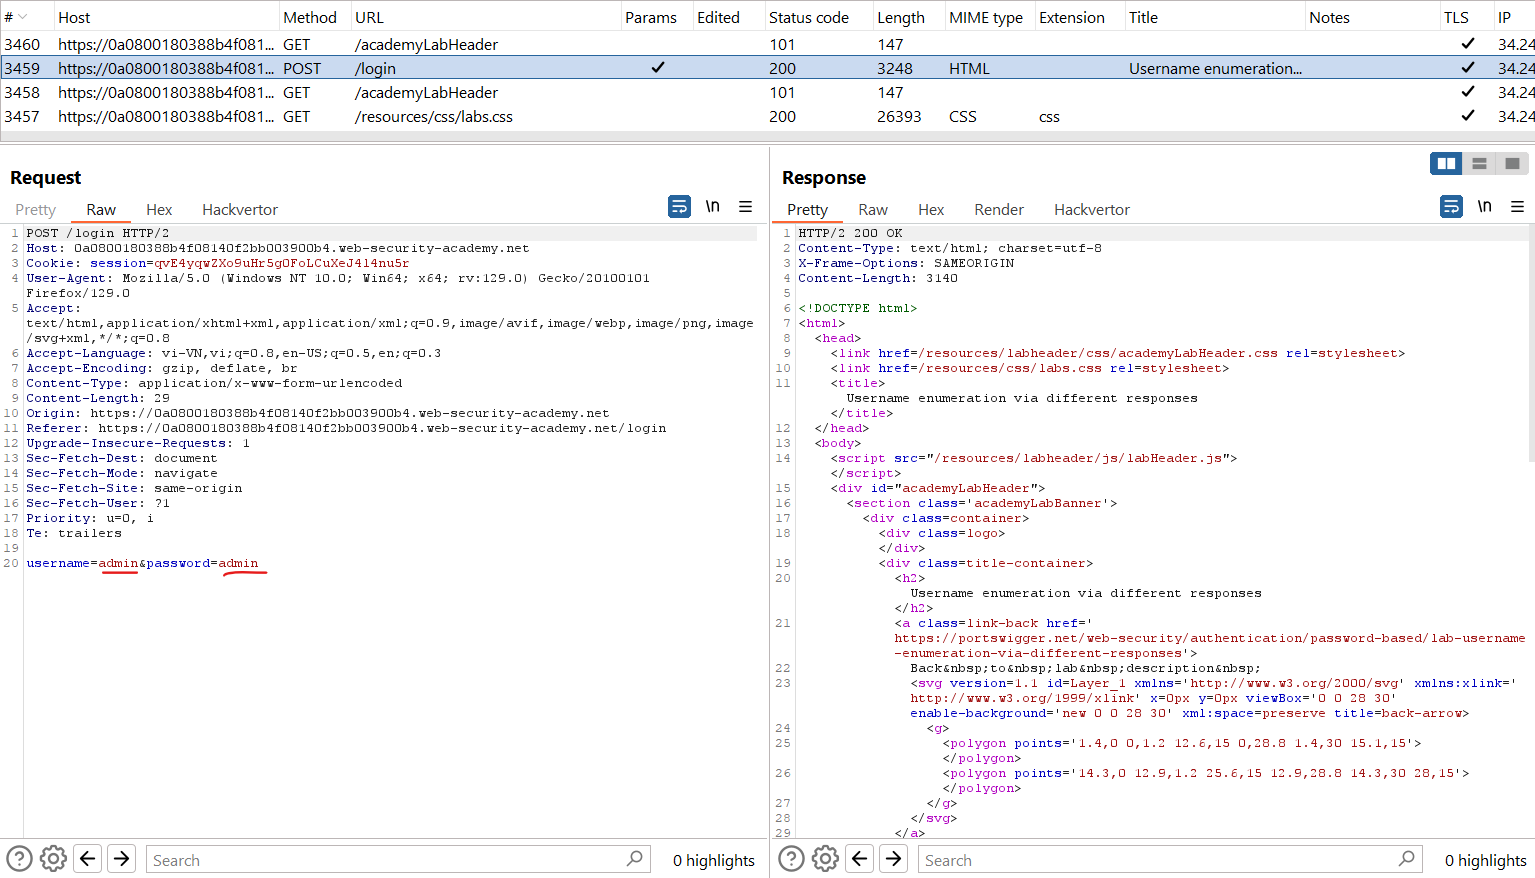 # Host Method URL Params Edited Status code Length MIME type Extension Title Notes TLS IP
3460 https://0a0800180388b4f081... GET /academyLabHeader 101 147 ✓ 34.24
3459 https://0a0800180388b4f081... POST /login ✓ 200 3248 HTML Username enumeration... ✓ 34.24
3458 https://0a0800180388b4f081... GET /academyLabHeader 101 147 ✓ 34.24
3457 https://0a0800180388b4f081... GET /resources/css/labs.css 200 26393 CSS css ✓ 34.24
Request
Pretty Raw Hex Hackvertor \n
1 POST /login HTTP/2
2 Host: 0a0800180388b4f08140f2bb003900b4.web-security-academy.net
3 Cookie: session=qvE4yqwZXo9uHr5gOFoLCuXeJ4l4nu5r
4 User-Agent: Mozilla/5.0 (Windows NT 10.0; Win64; x64; rv:129.0) Gecko/20100101
Firefox/129.0
5 Accept:
text/html,application/xhtml+xml,application/xml;q=0.9,image/avif,image/webp,image/png,image
/svg+xml,*/*;q=0.8
6 Accept-Language: vi-VN,vi;q=0.8,en-US;q=0.5,en;q=0.3
7 Accept-Encoding: gzip, deflate, br
8 Content-Type: application/x-www-form-urlencoded
9 Content-Length: 29
10 Origin: https://0a0800180388b4f08140f2bb003900b4.web-security-academy.net
11 Referer: https://0a0800180388b4f08140f2bb003900b4.web-security-academy.net/login
12 Upgrade-Insecure-Requests: 1
13 Sec-Fetch-Dest: document
14 Sec-Fetch-Mode: navigate
15 Sec-Fetch-Site: same-origin
16 Sec-Fetch-User: ?1
17 Priority: u=0, i
18 Te: trailers
19
20 username=admin&password=admin
Search 0 highlights
Response
Pretty Raw Hex Render Hackvertor \n
1 HTTP/2 200 OK
2 Content-Type: text/html; charset=utf-8
3 X-Frame-Options: SAMEORIGIN
4 Content-Length: 3140
5
6 <!DOCTYPE html>
7 <html>
8 <head>
9 <link href=/resources/labheader/css/academyLabHeader.css rel=stylesheet>
10 <link href=/resources/css/labs.css rel=stylesheet>
11 <title>
Username enumeration via different responses
</title>
12 </head>
13 <body>
14 <script src="/resources/labheader/js/labHeader.js">
</script>
15 <div id="academyLabHeader">
16 <section class='academyLabBanner'>
17 <div class=container>
18 <div class=logo>
</div>
19 <div class=title-container>
20 <h2>
Username enumeration via different responses
</h2>
21 <a class=link-back href='
https://portswigger.net/web-security/authentication/password-based/lab-username
-enumeration-via-different-responses'>
22 Back&nbsp;to&nbsp;lab&nbsp;description&nbsp;
23 <svg version=1.1 id=Layer_1 xmlns='http://www.w3.org/2000/svg' xmlns:xlink='
http://www.w3.org/1999/xlink' x=0px y=0px viewBox='0 0 28 30'
enable-background='new 0 0 28 30' xml:space=preserve title=back-arrow>
24 <g>
25 <polygon points='1.4,0 0,1.2 12.6,15 0,28.8 1.4,30 15.1,15'>
</polygon>
26 <polygon points='14.3,0 12.9,1.2 25.6,15 12.9,28.8 14.3,30 28,15'>
</polygon>
27 </g>
28 </svg>
29 </a>
Search 0 highlights